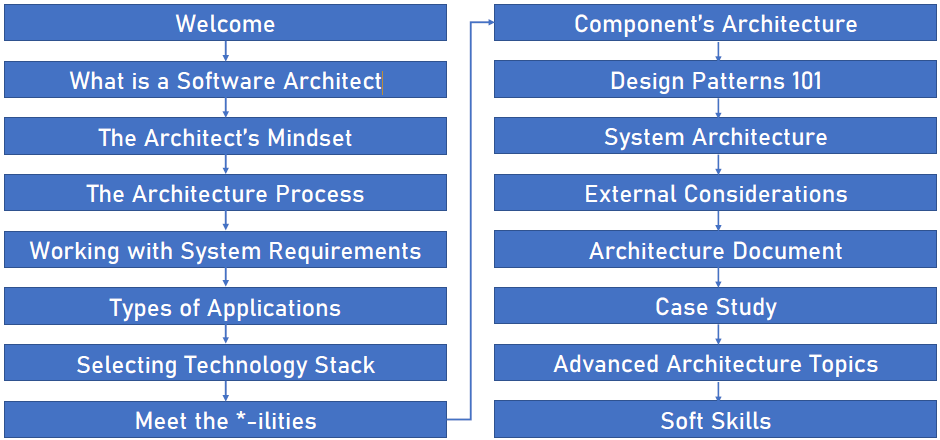 Welcome
What is a Software Architect
The Architect's Mindset
The Architecture Process
Working with System Requirements
Types of Applications
Selecting Technology Stack
Meet the *-ilities
Component's Architecture
Design Patterns 101
System Architecture
External Considerations
Architecture Document
Case Study
Advanced Architecture Topics
Soft Skills